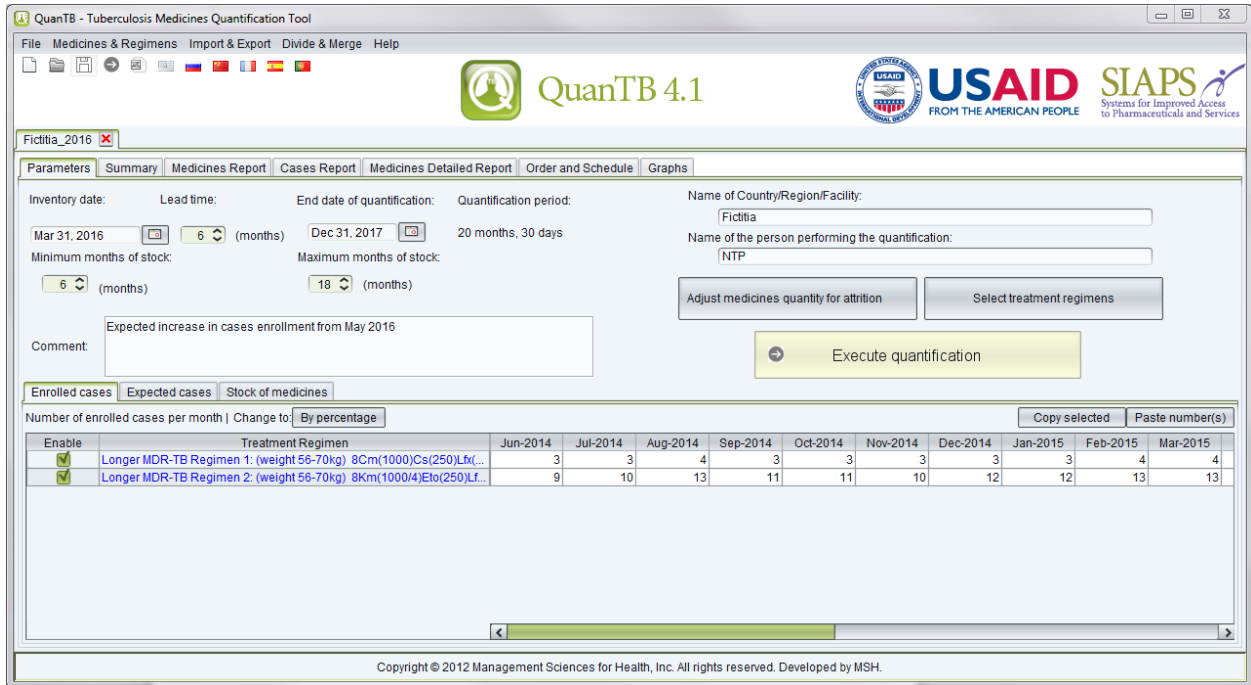 QuanTB - Tuberculosis Medicines Quantification Tool
File Medicines & Regimens Import & Export Divide & Merge Help
QuanTB 4.1
UNITED STATES AGENCY
USAID
INTERNATIONAL DEVELOPMENT
USAID
FROM THE AMERICAN PEOPLE
SIAPS
Systems for Improved Access
to Pharmaceuticals and Services
Fictitia_2016
Parameters Summary Medicines Report Cases Report Medicines Detailed Report Order and Schedule Graphs
Inventory date: Lead time: End date of quantification: Quantification period:
Mar 31, 2016 6 (months) Dec 31, 2017 20 months, 30 days
Minimum months of stock: Maximum months of stock:
6 (months) 18 (months)
Name of Country/Region/Facility:
Fictitia
Name of the person performing the quantification:
NTP
Adjust medicines quantity for attrition Select treatment regimens
Comment: Expected increase in cases enrollment from May 2016
Execute quantification
Enrolled cases Expected cases Stock of medicines
Number of enrolled cases per month | Change to: By percentage Copy selected Paste number(s)
Enable Treatment Regimen Jun-2014 Jul-2014 Aug-2014 Sep-2014 Oct-2014 Nov-2014 Dec-2014 Jan-2015 Feb-2015 Mar-2015
Longer MDR-TB Regimen 1: (weight 56-70kg) 8Cm(1000)Cs(250)Lfx(... 3 3 4 3 3 3 3 3 4 4
Longer MDR-TB Regimen 2: (weight 56-70kg) 8Km(1000/4)Eto(250)Lf... 9 10 13 11 11 10 12 12 13 13
Copyright © 2012 Management Sciences for Health, Inc. All rights reserved. Developed by MSH.